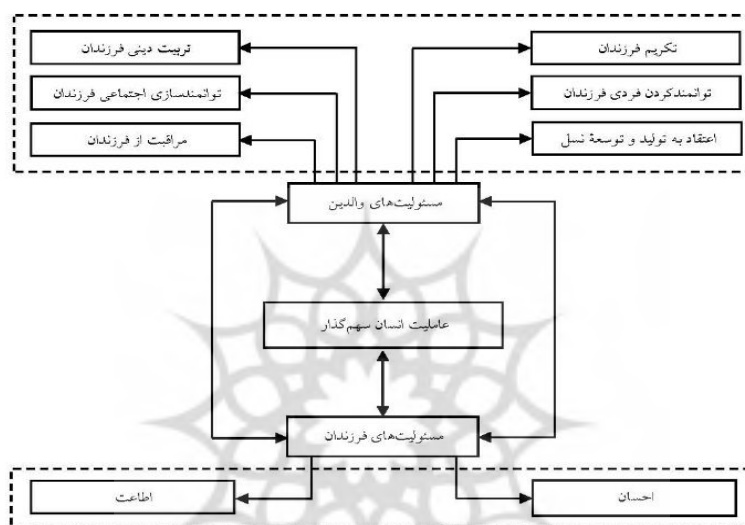 تکریم فرزندان
تربیت دینی فرزندان
توانمندکردن فردی فرزندان
توانمندسازی اجتماعی فرزندان
اعتقاد به تولید و توسعهٔ نسل
مراقبت از فرزندان
مسئولیت‌های والدین
عاملیت انسان سهم‌گذار
مسئولیت‌های فرزندان
احسان
اطاعت